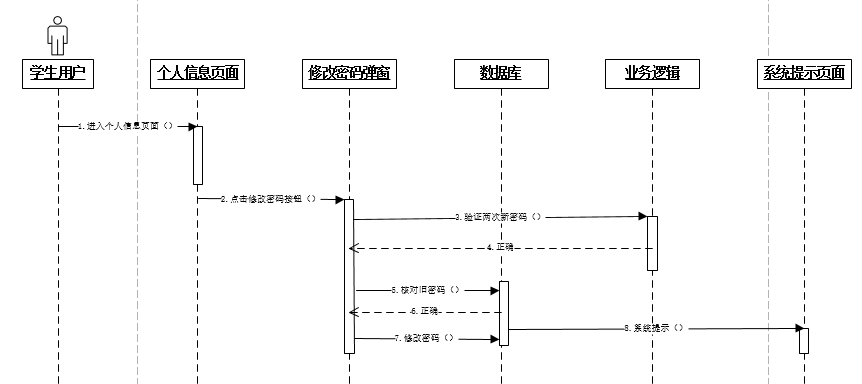 学生用户
个人信息页面
修改密码弹窗
数据库
业务逻辑
系统提示页面
1.进入个人信息页面（）
2.点击修改密码按钮（）
3.验证两次新密码（）
4.正确
5.核对旧密码（）
6.正确
8.系统提示（）
7.修改密码（）